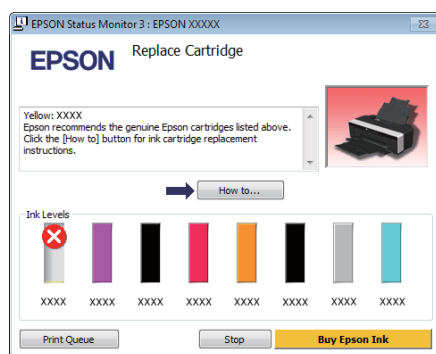 EPSON Status Monitor 3 : EPSON XXXXX
EPSON
Replace Cartridge
Yellow: XXXX
Epson recommends the genuine Epson cartridges listed above.
Click the [How to] button for ink cartridge replacement
instructions.
How to...
Ink Levels
XXXX XXXX XXXX XXXX XXXX XXXX XXXX XXXX
Print Queue
Stop
Buy Epson Ink